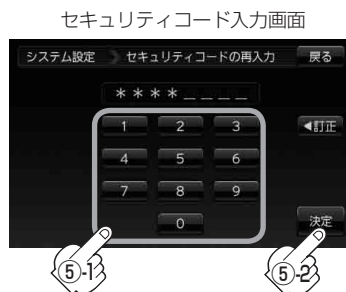 セキュリティコード入力画面
システム設定 セキュリティコードの再入力 戻る
****____
1 2 3 ◀訂正
4 5 6
7 8 9
0 決定
⑤-1 ⑤-2